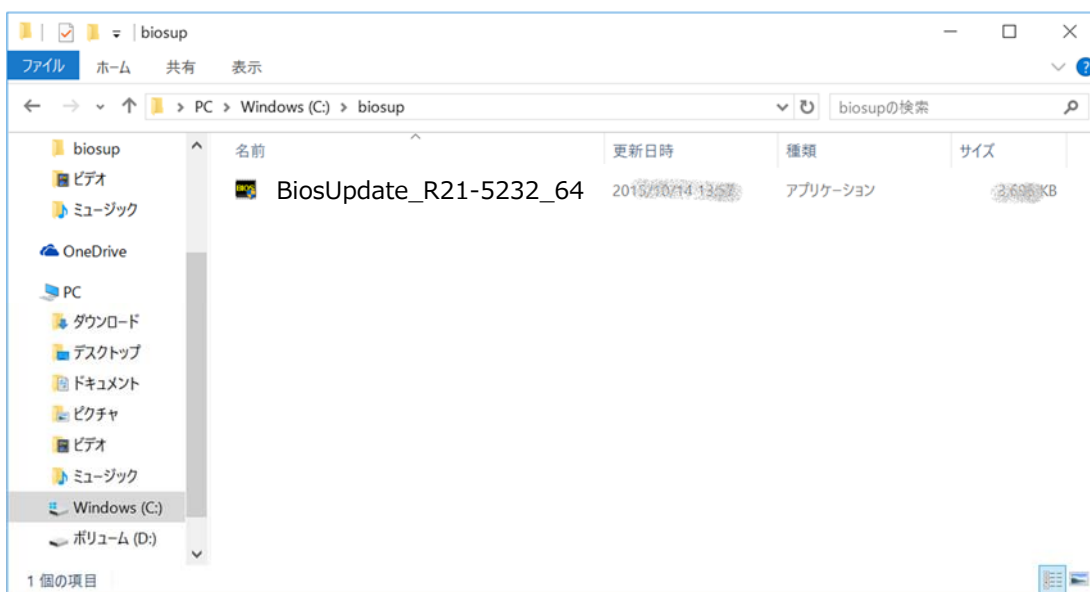 biosup
ファイル ホーム 共有 表示
PC > Windows (C:) > biosup biosupの検索
biosup
ビデオ
ミュージック
OneDrive
PC
ダウンロード
デスクトップ
ドキュメント
ピクチャ
ビデオ
ミュージック
Windows (C:)
ボリューム (D:)
名前 更新日時 種類 サイズ
BiosUpdate_R21-5232_64 アプリケーション KB
1 個の項目